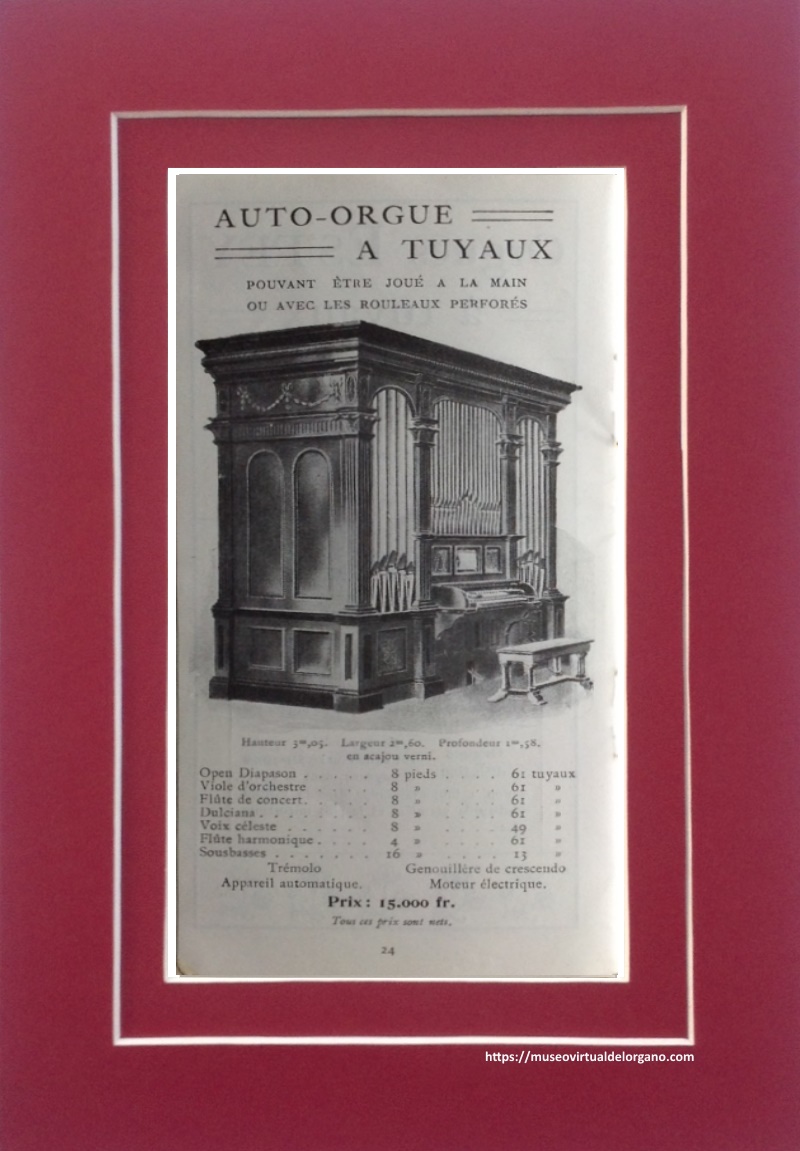 AUTO-ORGUE
A TUYAUX
POUVANT ÊTRE JOUÉ A LA MAIN
OU AVEC LES ROULEAUX PERFORÉS
Hauteur 3m,05. Largeur 2m,60. Profondeur 1m,58.
en acajou verni.
Open Diapason . . . . . 8 pieds . . . . 61 tuyaux
Viole d'orchestre . . . . 8 » . . . . 61 »
Flûte de concert. . . . . 8 » . . . . 61 »
Dulciana . . . . . . . 8 » . . . . 61 »
Voix céleste . . . . . . 8 » . . . . 49 »
Flûte harmonique . . . . 4 » . . . . 61 »
Sousbasses . . . . . . . 16 » . . . . 13 »
Trémolo Genouillère de crescendo
Appareil automatique. Moteur électrique.
Prix : 15.000 fr.
Tous ces prix sont nets.
24
https://museovirtualdelorgano.com